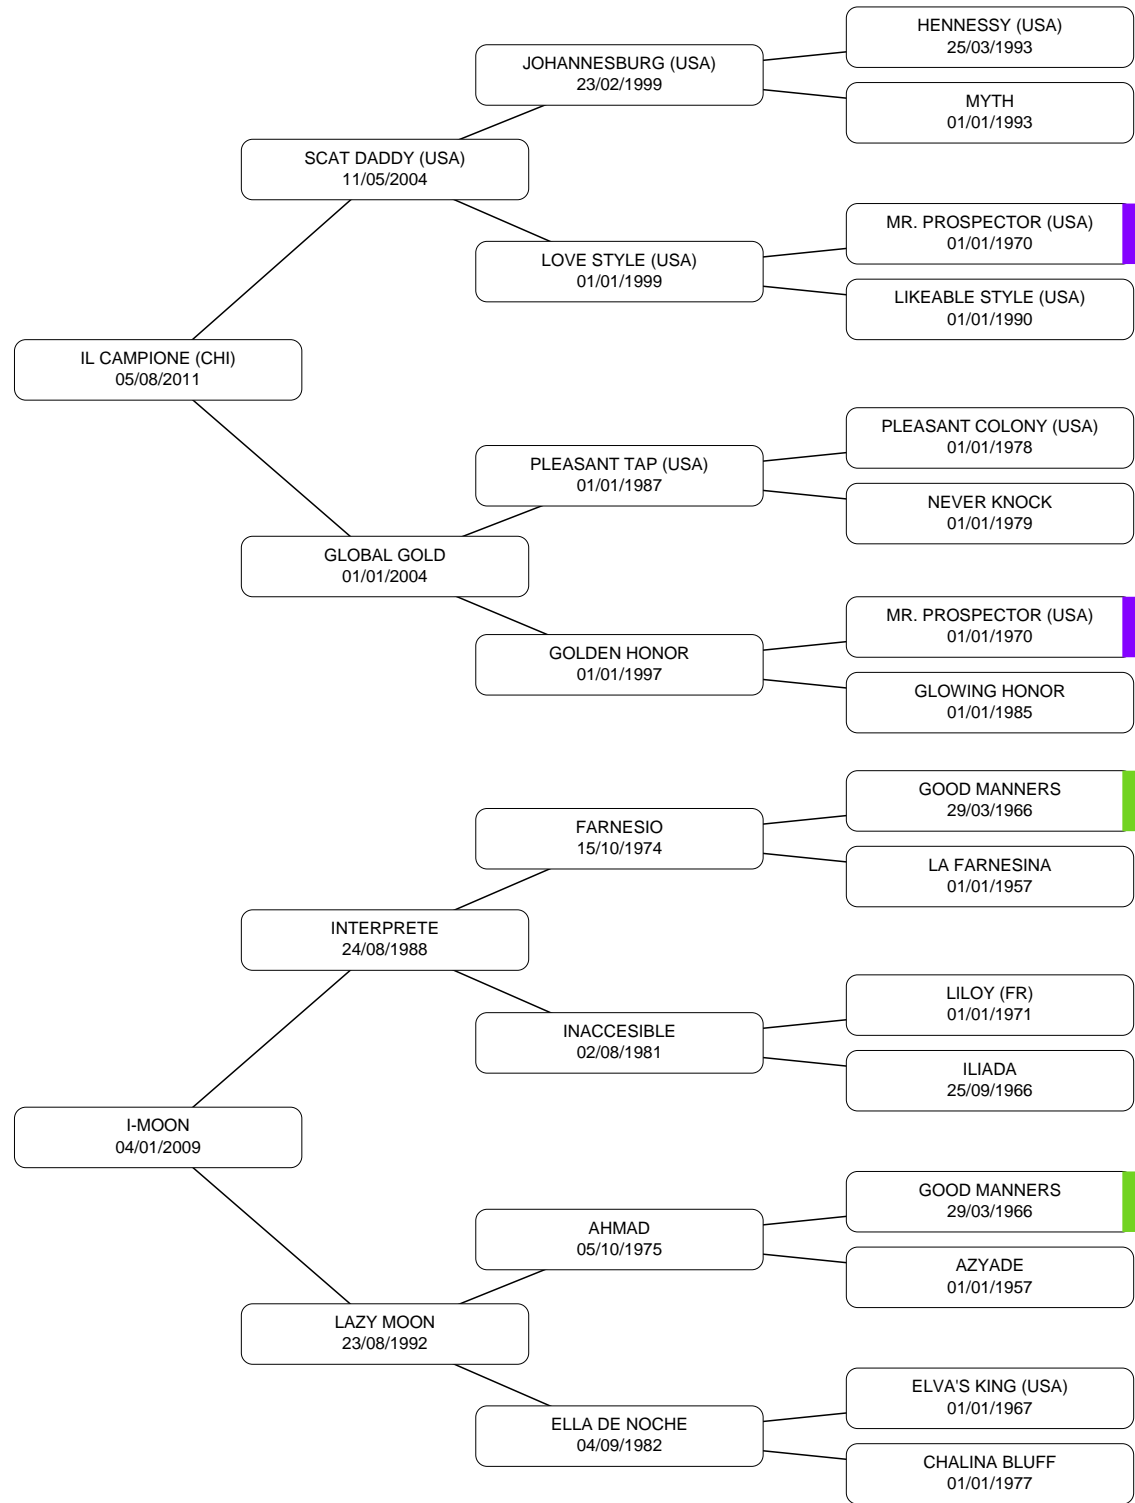 HENNESSY (USA)
25/03/1993
JOHANNESBURG (USA)
23/02/1999
MYTH
01/01/1993
SCAT DADDY (USA)
11/05/2004
MR. PROSPECTOR (USA)
01/01/1970
LOVE STYLE (USA)
01/01/1999
LIKEABLE STYLE (USA)
01/01/1990
IL CAMPIONE (CHI)
05/08/2011
PLEASANT COLONY (USA)
01/01/1978
PLEASANT TAP (USA)
01/01/1987
NEVER KNOCK
01/01/1979
GLOBAL GOLD
01/01/2004
MR. PROSPECTOR (USA)
01/01/1970
GOLDEN HONOR
01/01/1997
GLOWING HONOR
01/01/1985
GOOD MANNERS
29/03/1966
FARNESIO
15/10/1974
LA FARNESINA
01/01/1957
INTERPRETE
24/08/1988
LILOY (FR)
01/01/1971
INACCESIBLE
02/08/1981
ILIADA
25/09/1966
I-MOON
04/01/2009
GOOD MANNERS
29/03/1966
AHMAD
05/10/1975
AZYADE
01/01/1957
LAZY MOON
23/08/1992
ELVA'S KING (USA)
01/01/1967
ELLA DE NOCHE
04/09/1982
CHALINA BLUFF
01/01/1977